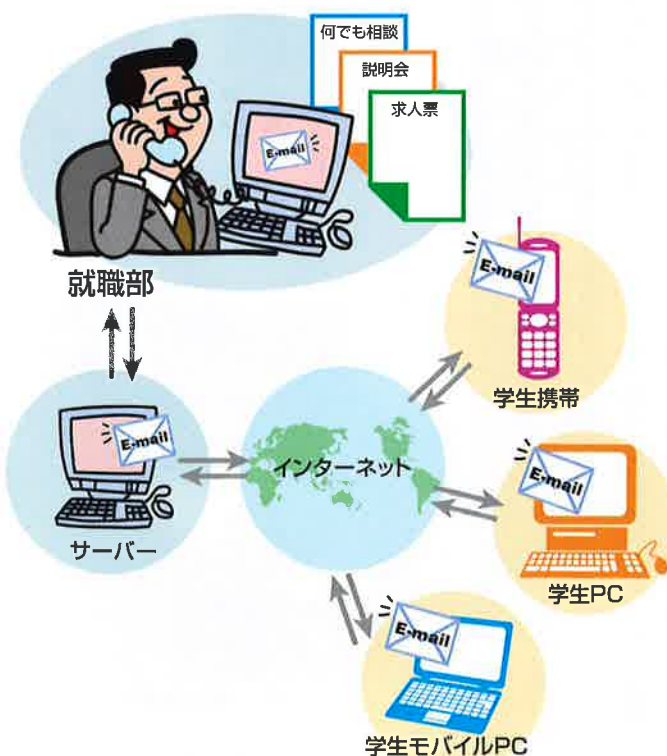 何でも相談
説明会
求人票
E-mail
就職部
E-mail
学生携帯
E-mail
サーバー
インターネット
E-mail
学生PC
E-mail
学生モバイルPC